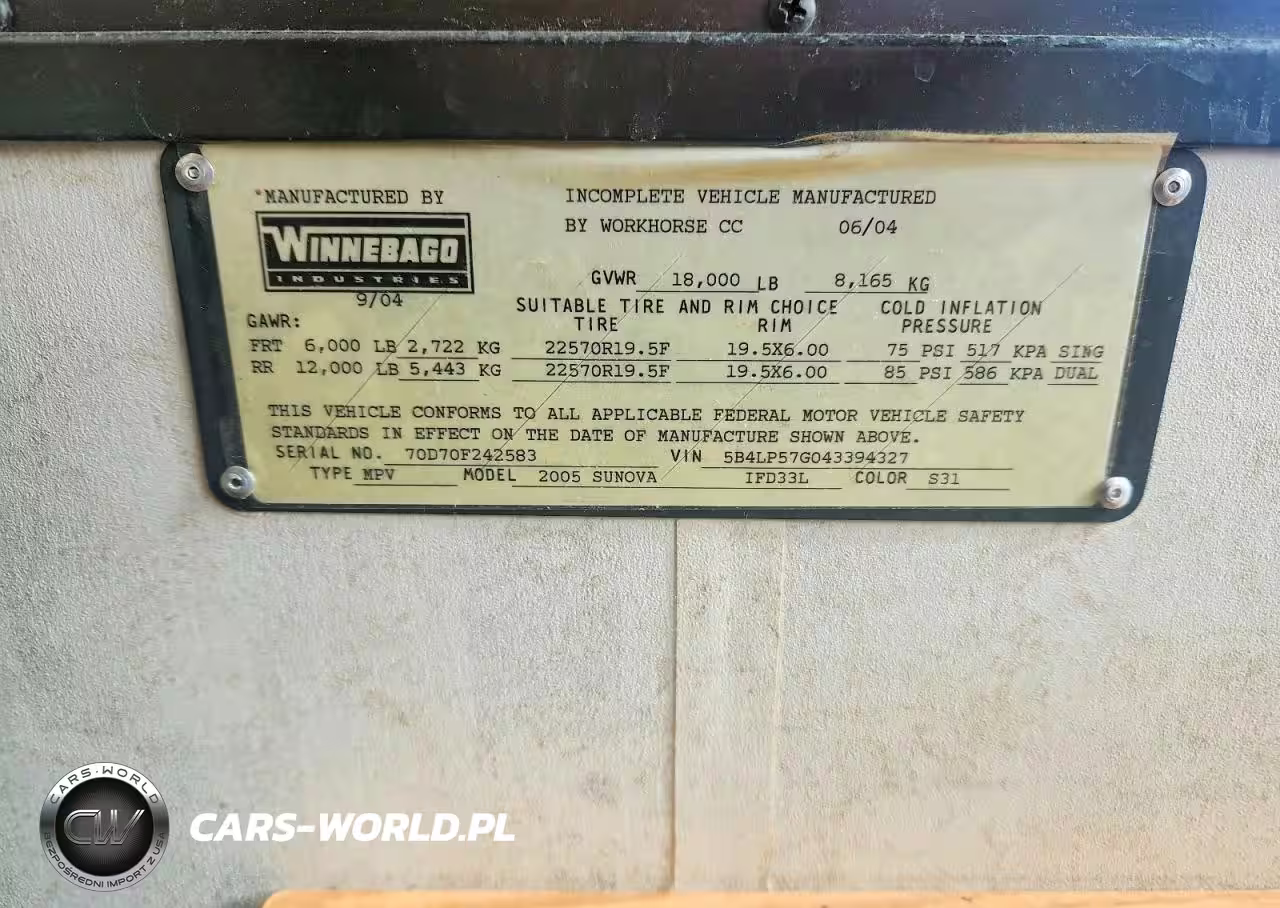 *MANUFACTURED BY
WINNEBAGO
INDUSTRIES
9/04
INCOMPLETE VEHICLE MANUFACTURED
BY WORKHORSE CC 06/04
GVWR 18,000 LB 8,165 KG
SUITABLE TIRE AND RIM CHOICE COLD INFLATION
TIRE RIM PRESSURE
GAWR:
FRT 6,000 LB 2,722 KG 22570R19.5F 19.5X6.00 75 PSI 517 KPA SING
RR 12,000 LB 5,443 KG 22570R19.5F 19.5X6.00 85 PSI 586 KPA DUAL
THIS VEHICLE CONFORMS TO ALL APPLICABLE FEDERAL MOTOR VEHICLE SAFETY
STANDARDS IN EFFECT ON THE DATE OF MANUFACTURE SHOWN ABOVE.
SERIAL NO. 70D70F242583 VIN 5B4LP57G043394327
TYPE MPV MODEL 2005 SUNOVA IFD33L COLOR S31
CARS-WORLD
CW
BEZPOŚREDNI IMPORT Z USA
CARS-WORLD.PL